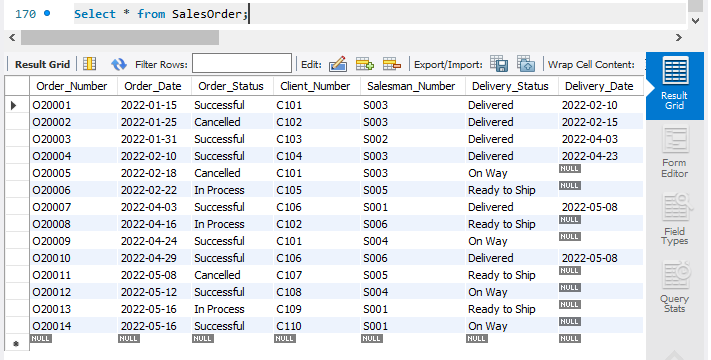 170 Select * from SalesOrder;
Result Grid Filter Rows: Edit: Export/Import: Wrap Cell Content:
Order_Number Order_Date Order_Status Client_Number Salesman_Number Delivery_Status Delivery_Date
O20001 2022-01-15 Successful C101 S003 Delivered 2022-02-10
O20002 2022-01-25 Cancelled C102 S003 Delivered 2022-02-15
O20003 2022-01-31 Successful C103 S002 Delivered 2022-04-03
O20004 2022-02-10 Successful C104 S003 Delivered 2022-04-23
O20005 2022-02-18 Cancelled C101 S003 On Way NULL
O20006 2022-02-22 In Process C105 S005 Ready to Ship NULL
O20007 2022-04-03 Successful C106 S001 Delivered 2022-05-08
O20008 2022-04-16 In Process C102 S006 Ready to Ship NULL
O20009 2022-04-24 Successful C101 S004 On Way NULL
O20010 2022-04-29 Successful C106 S006 Delivered 2022-05-08
O20011 2022-05-08 Cancelled C107 S005 Ready to Ship NULL
O20012 2022-05-12 Successful C108 S004 On Way NULL
O20013 2022-05-16 In Process C109 S001 Ready to Ship NULL
O20014 2022-05-16 Successful C110 S001 On Way NULL
NULL NULL NULL NULL NULL NULL NULL
Result
Grid
Form
Editor
Field
Types
Query
Stats